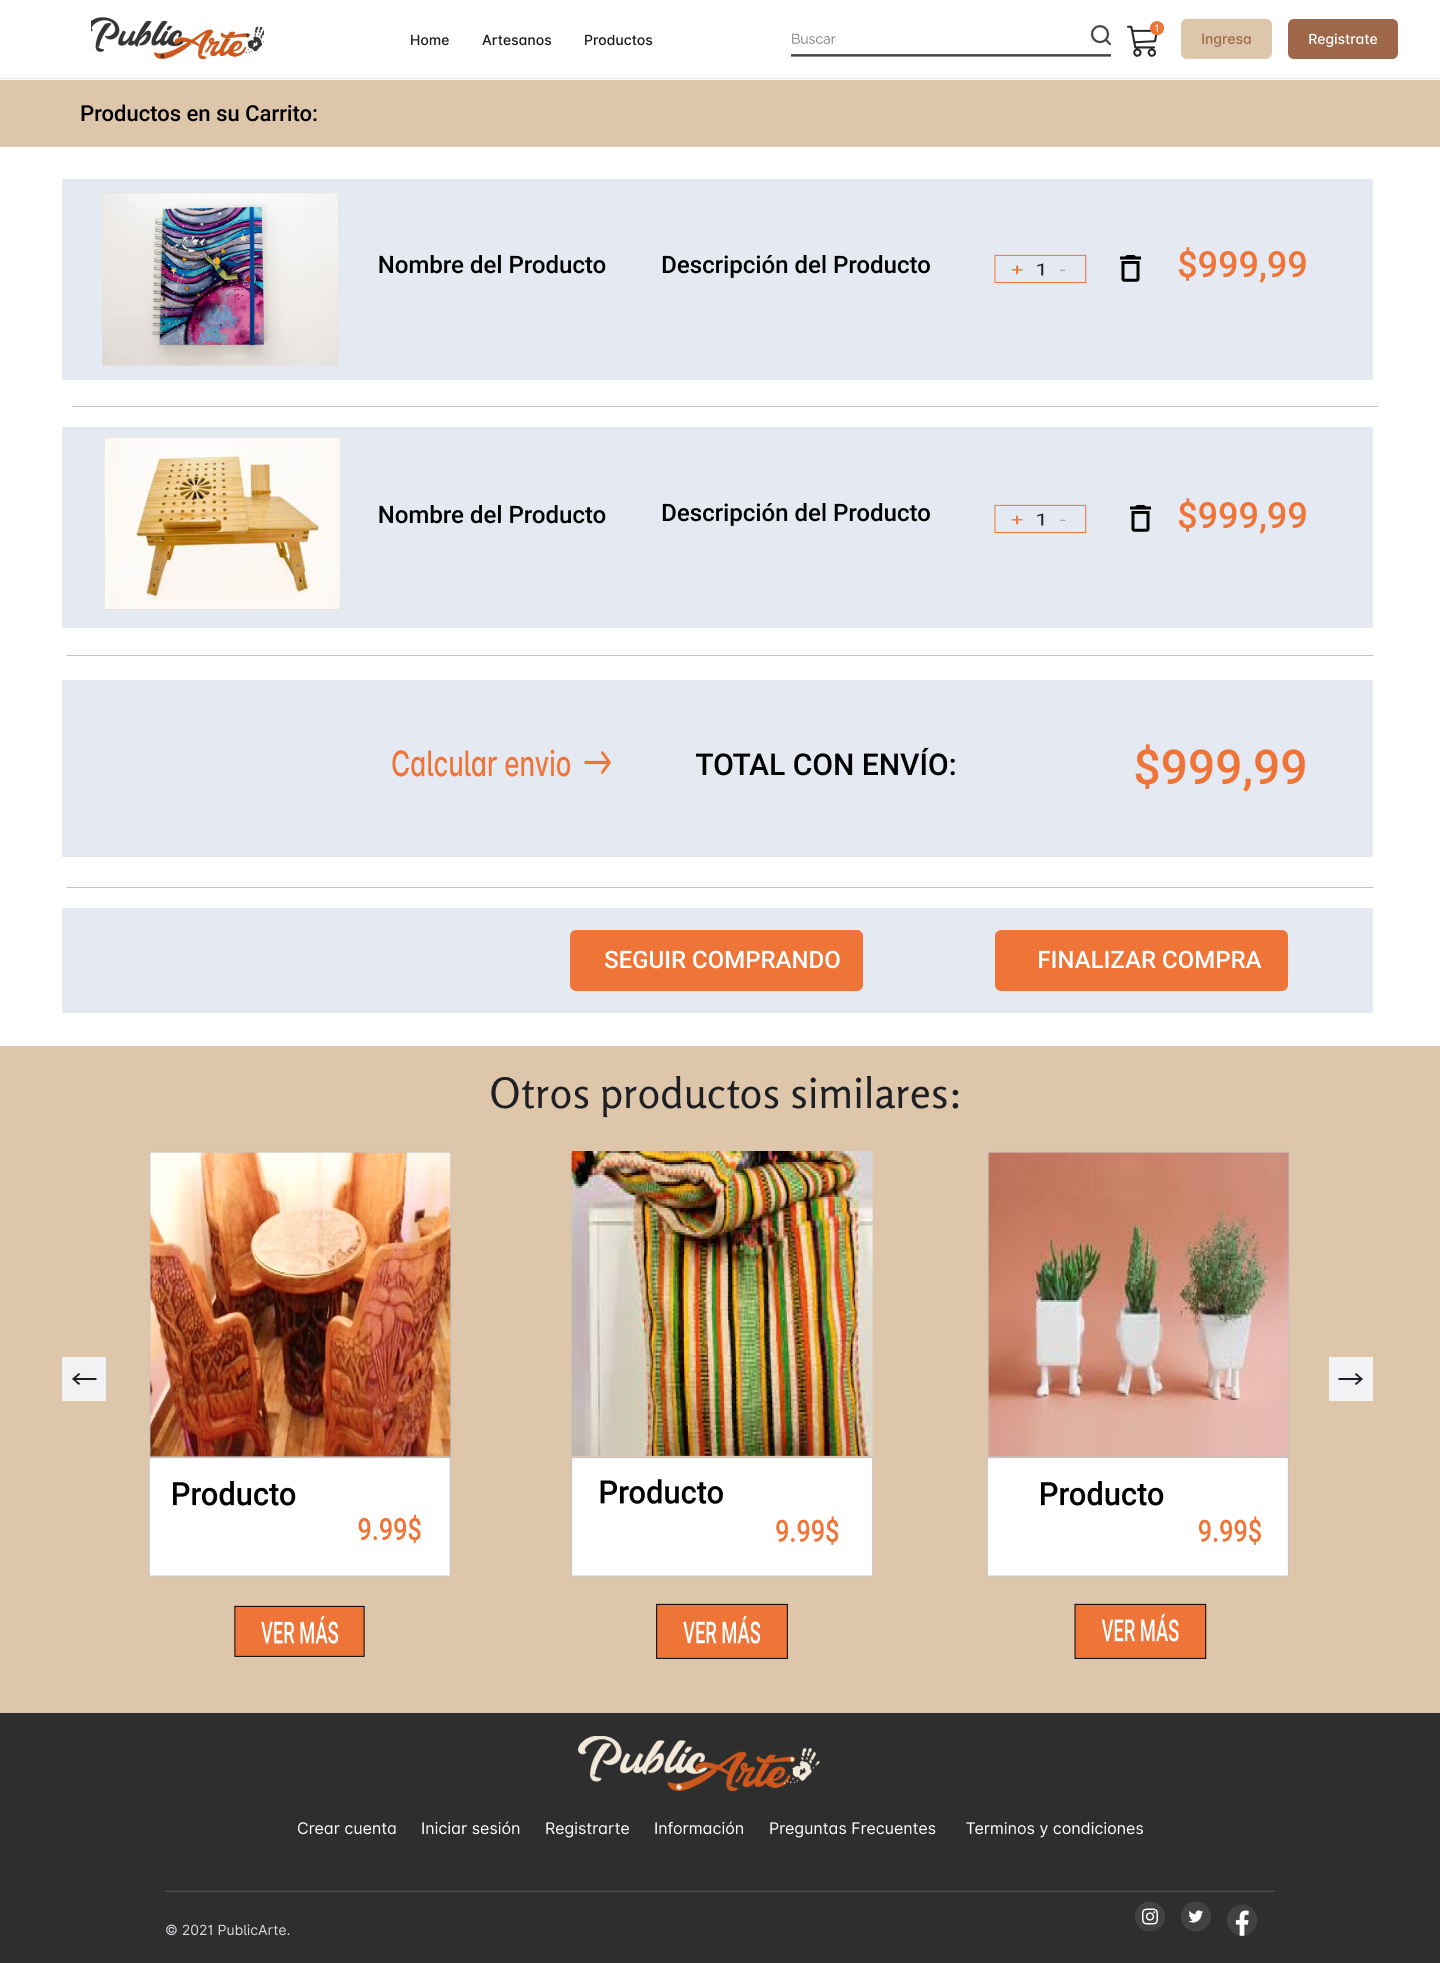 PublicArte
Home Artesanos Productos
Buscar
1
Ingresa
Registrate
Productos en su Carrito:
Nombre del Producto
Descripción del Producto
+ 1 -
$999,99
Nombre del Producto
Descripción del Producto
+ 1 -
$999,99
Calcular envio →
TOTAL CON ENVÍO:
$999,99
SEGUIR COMPRANDO
FINALIZAR COMPRA
Otros productos similares:
Producto
9.99$
Producto
9.99$
Producto
9.99$
VER MÁS
VER MÁS
VER MÁS
PublicArte
Crear cuenta Iniciar sesión Registrarte Información Preguntas Frecuentes Terminos y condiciones
© 2021 PublicArte.